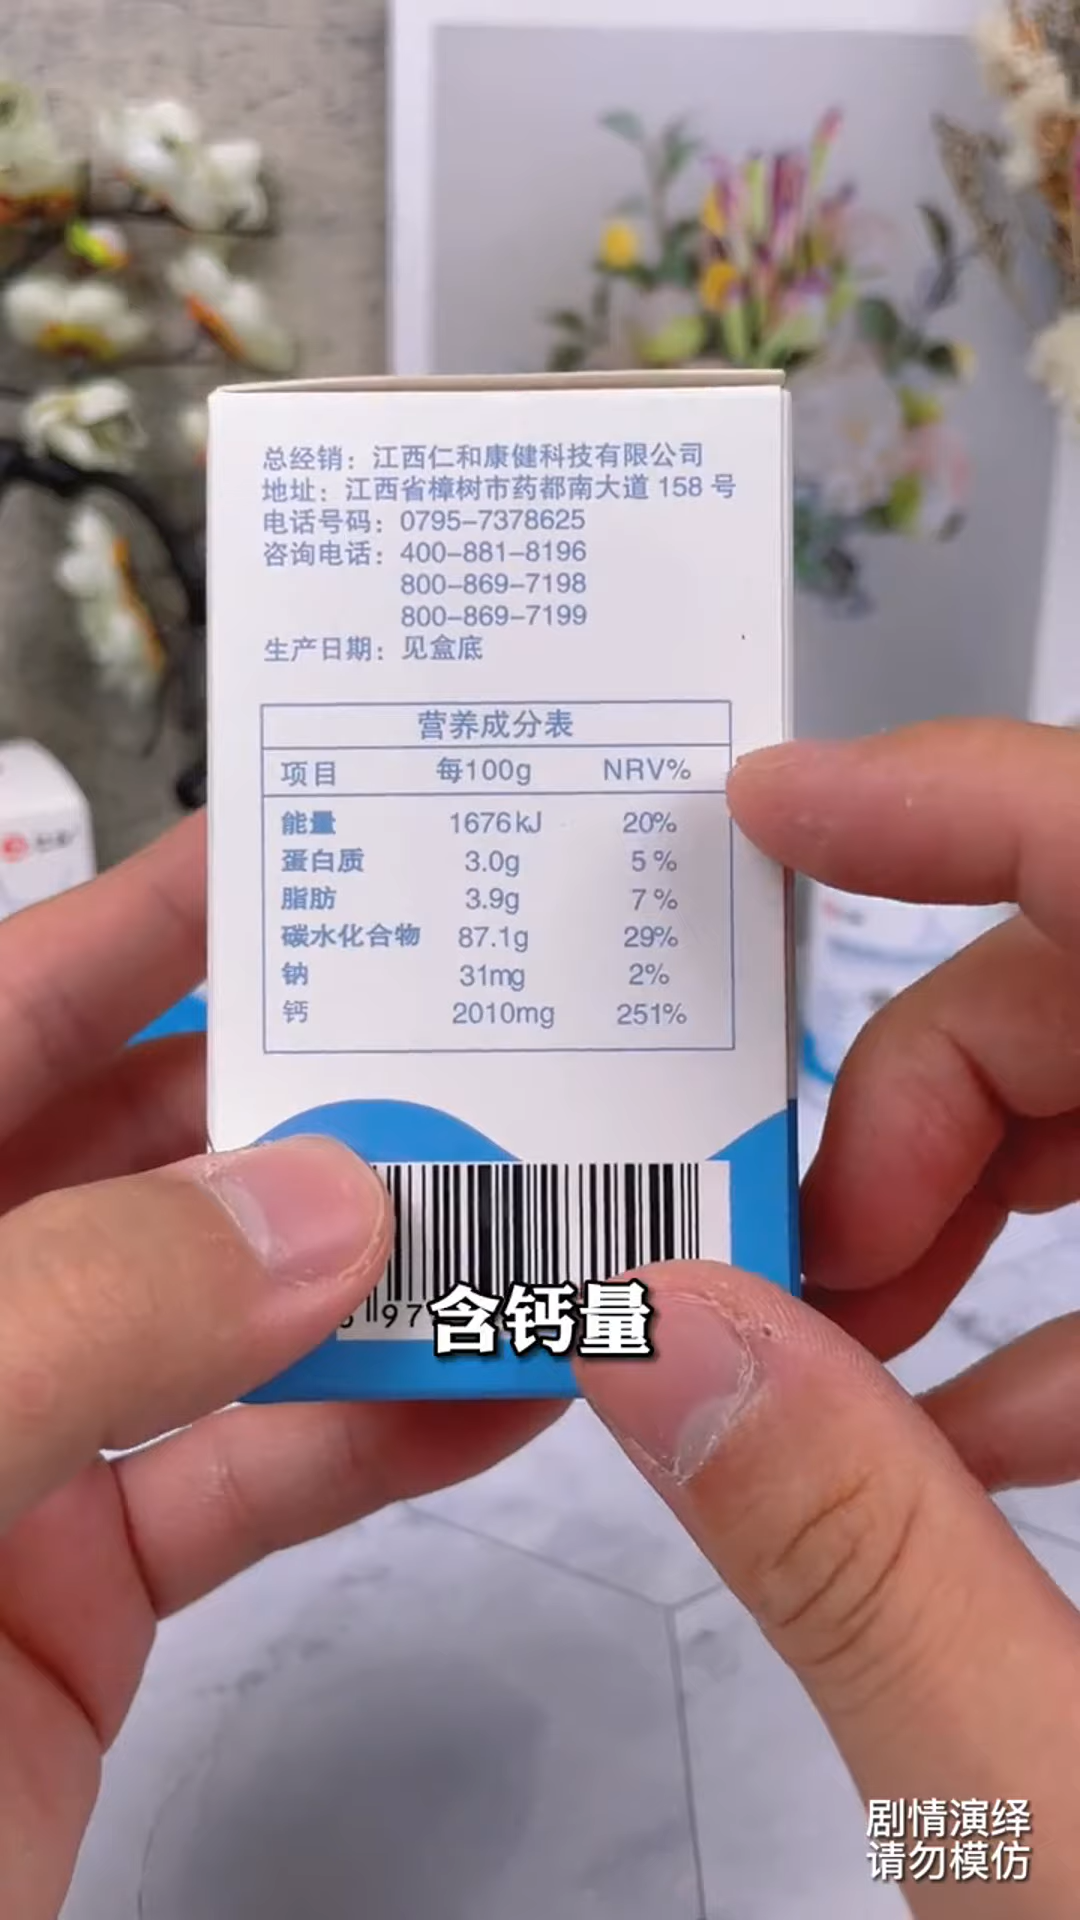 总经销：江西仁和康健科技有限公司
地址：江西省樟树市药都南大道 158 号
电话号码：0795-7378625
咨询电话：400-881-8196
800-869-7198
800-869-7199
生产日期：见盒底
营养成分表
项目 每100g NRV%
能量 1676kJ 20%
蛋白质 3.0g 5%
脂肪 3.9g 7%
碳水化合物 87.1g 29%
钠 31mg 2%
钙 2010mg 251%
97
含钙量
剧情演绎
请勿模仿